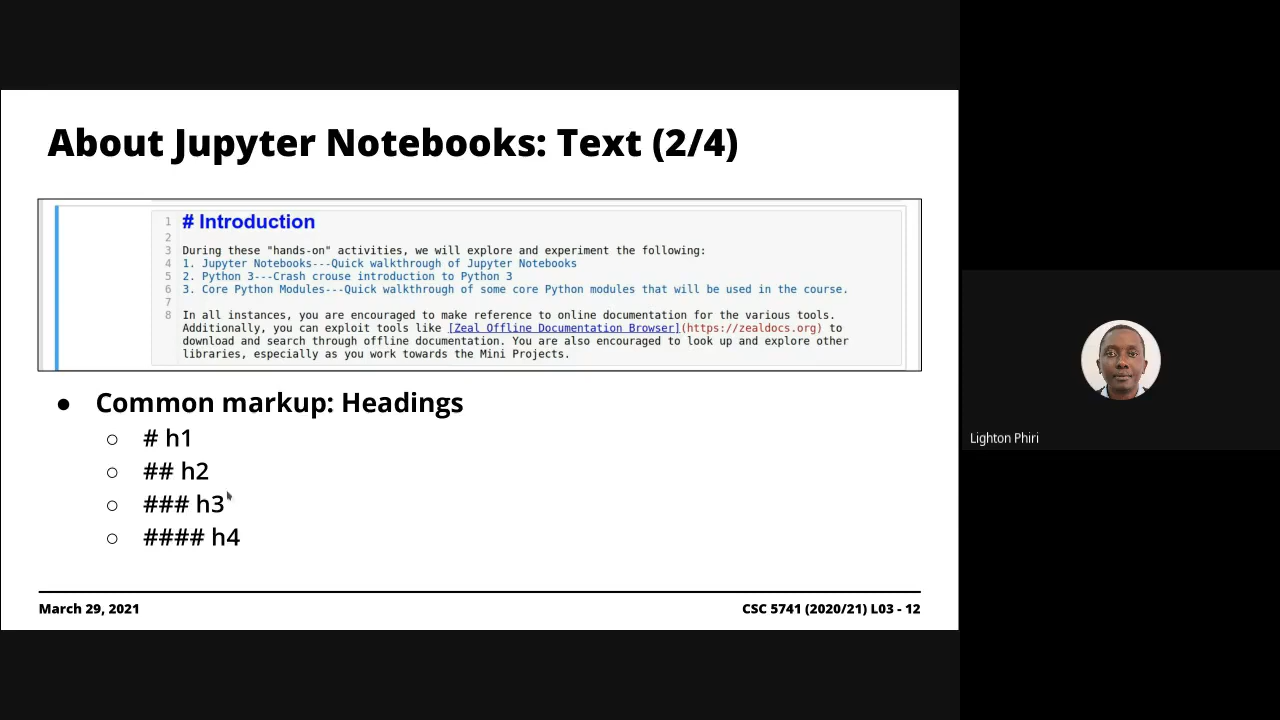 About Jupyter Notebooks: Text (2/4)
1 # Introduction
2
3 During these "hands-on" activities, we will explore and experiment the following:
4 1. Jupyter Notebooks---Quick walkthrough of Jupyter Notebooks
5 2. Python 3---Crash crouse introduction to Python 3
6 3. Core Python Modules---Quick walkthrough of some core Python modules that will be used in the course.
7
8 In all instances, you are encouraged to make reference to online documentation for the various tools.
Additionally, you can exploit tools like [Zeal Offline Documentation Browser](https://zealdocs.org) to
download and search through offline documentation. You are also encouraged to look up and explore other
libraries, especially as you work towards the Mini Projects.
● Common markup: Headings
○ # h1
○ ## h2
○ ### h3
○ #### h4
March 29, 2021
CSC 5741 (2020/21) L03 - 12
Lighton Phiri